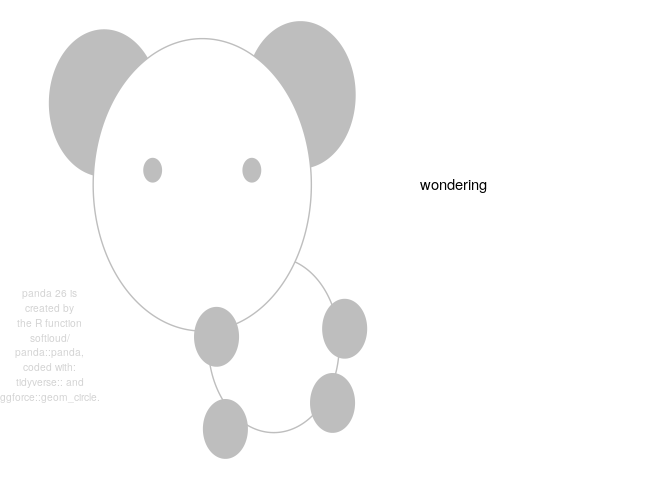 wondering
panda 26 is
created by
the R function
softloud/
panda::panda,
coded with:
tidyverse:: and
ggforce::geom_circle.